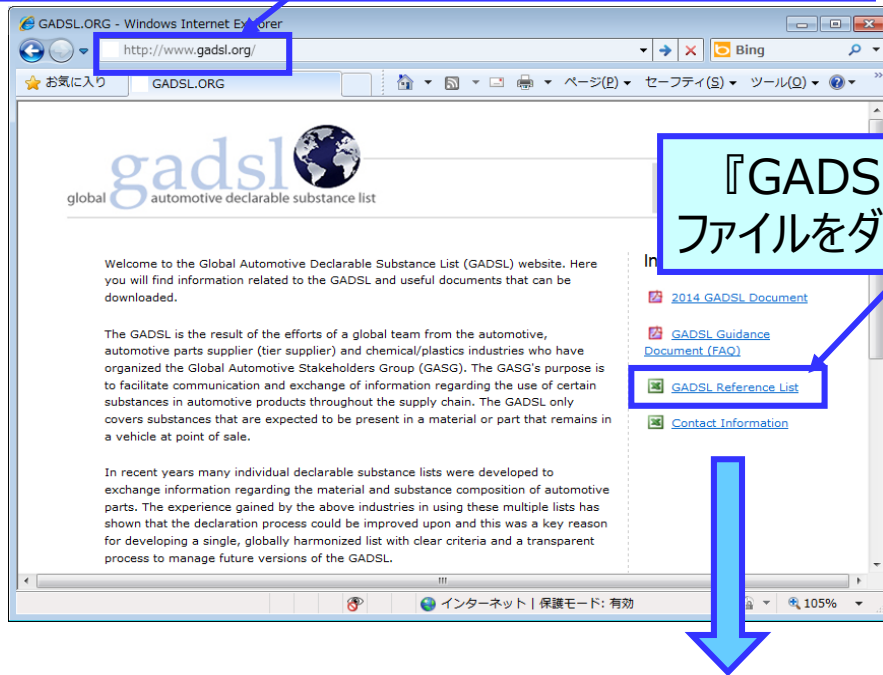 GADSL.ORG - Windows Internet Explorer
http://www.gadsl.org/
Bing
お気に入り
GADSL.ORG
ページ(P)
セーフティ(S)
ツール(O)
gadsl
global automotive declarable substance list
『GADS
ファイルをダ
Welcome to the Global Automotive Declarable Substance List (GADSL) website. Here
you will find information related to the GADSL and useful documents that can be
downloaded.
The GADSL is the result of the efforts of a global team from the automotive,
automotive parts supplier (tier supplier) and chemical/plastics industries who have
organized the Global Automotive Stakeholders Group (GASG). The GASG's purpose is
to facilitate communication and exchange of information regarding the use of certain
substances in automotive products throughout the supply chain. The GADSL only
covers substances that are expected to be present in a material or part that remains in
a vehicle at point of sale.
In recent years many individual declarable substance lists were developed to
exchange information regarding the material and substance composition of automotive
parts. The experience gained by the above industries in using these multiple lists has
shown that the declaration process could be improved upon and this was a key reason
for developing a single, globally harmonized list with clear criteria and a transparent
process to manage future versions of the GADSL.
2014 GADSL Document
GADSL Guidance
Document (FAQ)
GADSL Reference List
Contact Information
インターネット | 保護モード: 有効
105%